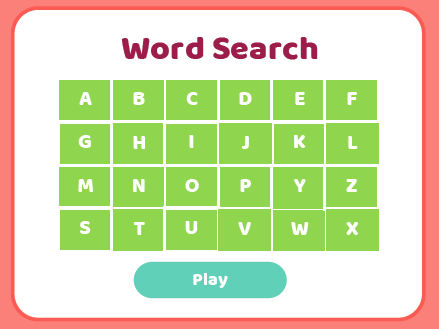 Word Search
A B C D E F
G H I J K L
M N O P Y Z
S T U V W X
Play